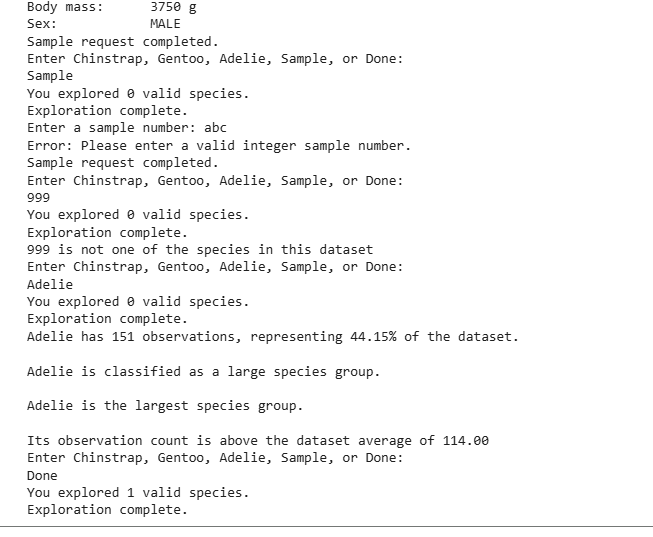 Body mass:      3750 g
Sex:            MALE
Sample request completed.
Enter Chinstrap, Gentoo, Adelie, Sample, or Done:
Sample
You explored 0 valid species.
Exploration complete.
Enter a sample number: abc
Error: Please enter a valid integer sample number.
Sample request completed.
Enter Chinstrap, Gentoo, Adelie, Sample, or Done:
999
You explored 0 valid species.
Exploration complete.
999 is not one of the species in this dataset
Enter Chinstrap, Gentoo, Adelie, Sample, or Done:
Adelie
You explored 0 valid species.
Exploration complete.
Adelie has 151 observations, representing 44.15% of the dataset.
Adelie is classified as a large species group.
Adelie is the largest species group.
Its observation count is above the dataset average of 114.00
Enter Chinstrap, Gentoo, Adelie, Sample, or Done:
Done
You explored 1 valid species.
Exploration complete.